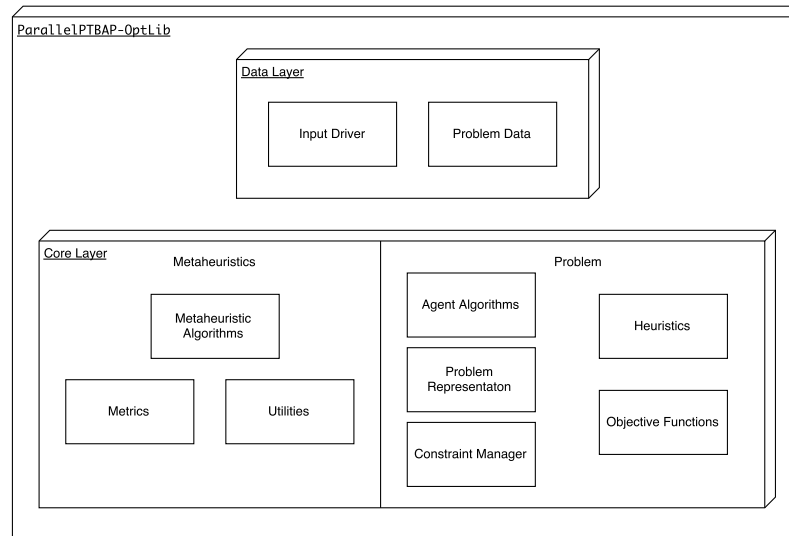 ParallelPTBAP-OptLib
Data Layer
Input Driver
Problem Data
Core Layer
Metaheuristics
Metaheuristic
Algorithms
Metrics
Utilities
Problem
Agent Algorithms
Problem
Representaton
Constraint Manager
Heuristics
Objective Functions